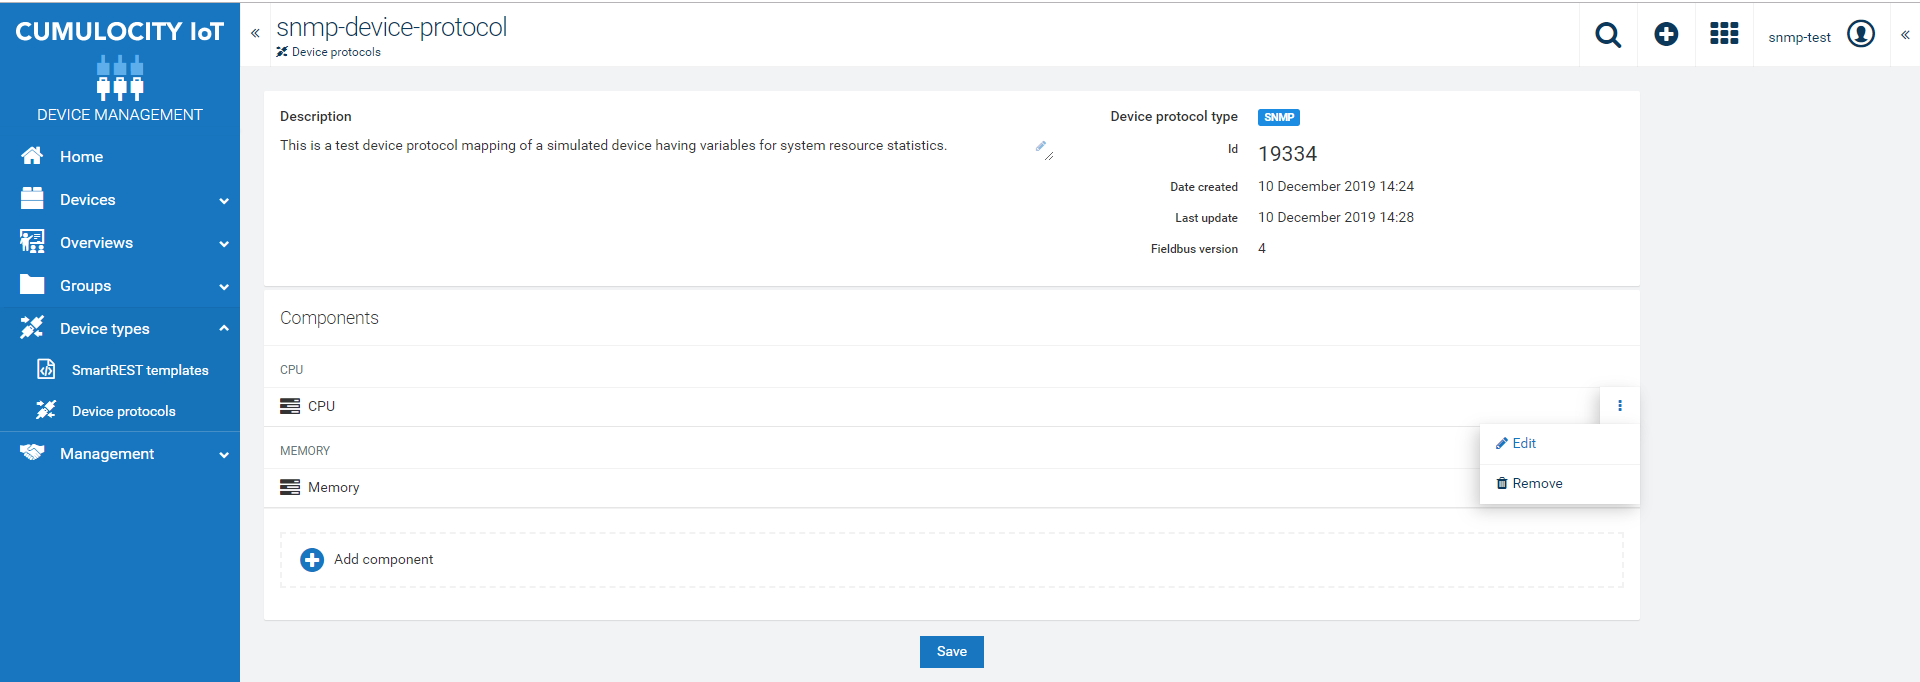 CUMULOCITY IoT
DEVICE MANAGEMENT
Home
Devices
Overviews
Groups
Device types
SmartREST templates
Device protocols
Management
snmp-device-protocol
Device protocols
snmp-test
Description
This is a test device protocol mapping of a simulated device having variables for system resource statistics.
Device protocol type SNMP
Id 19334
Date created 10 December 2019 14:24
Last update 10 December 2019 14:28
Fieldbus version 4
Components
CPU
CPU
MEMORY
Memory
Edit
Remove
Add component
Save